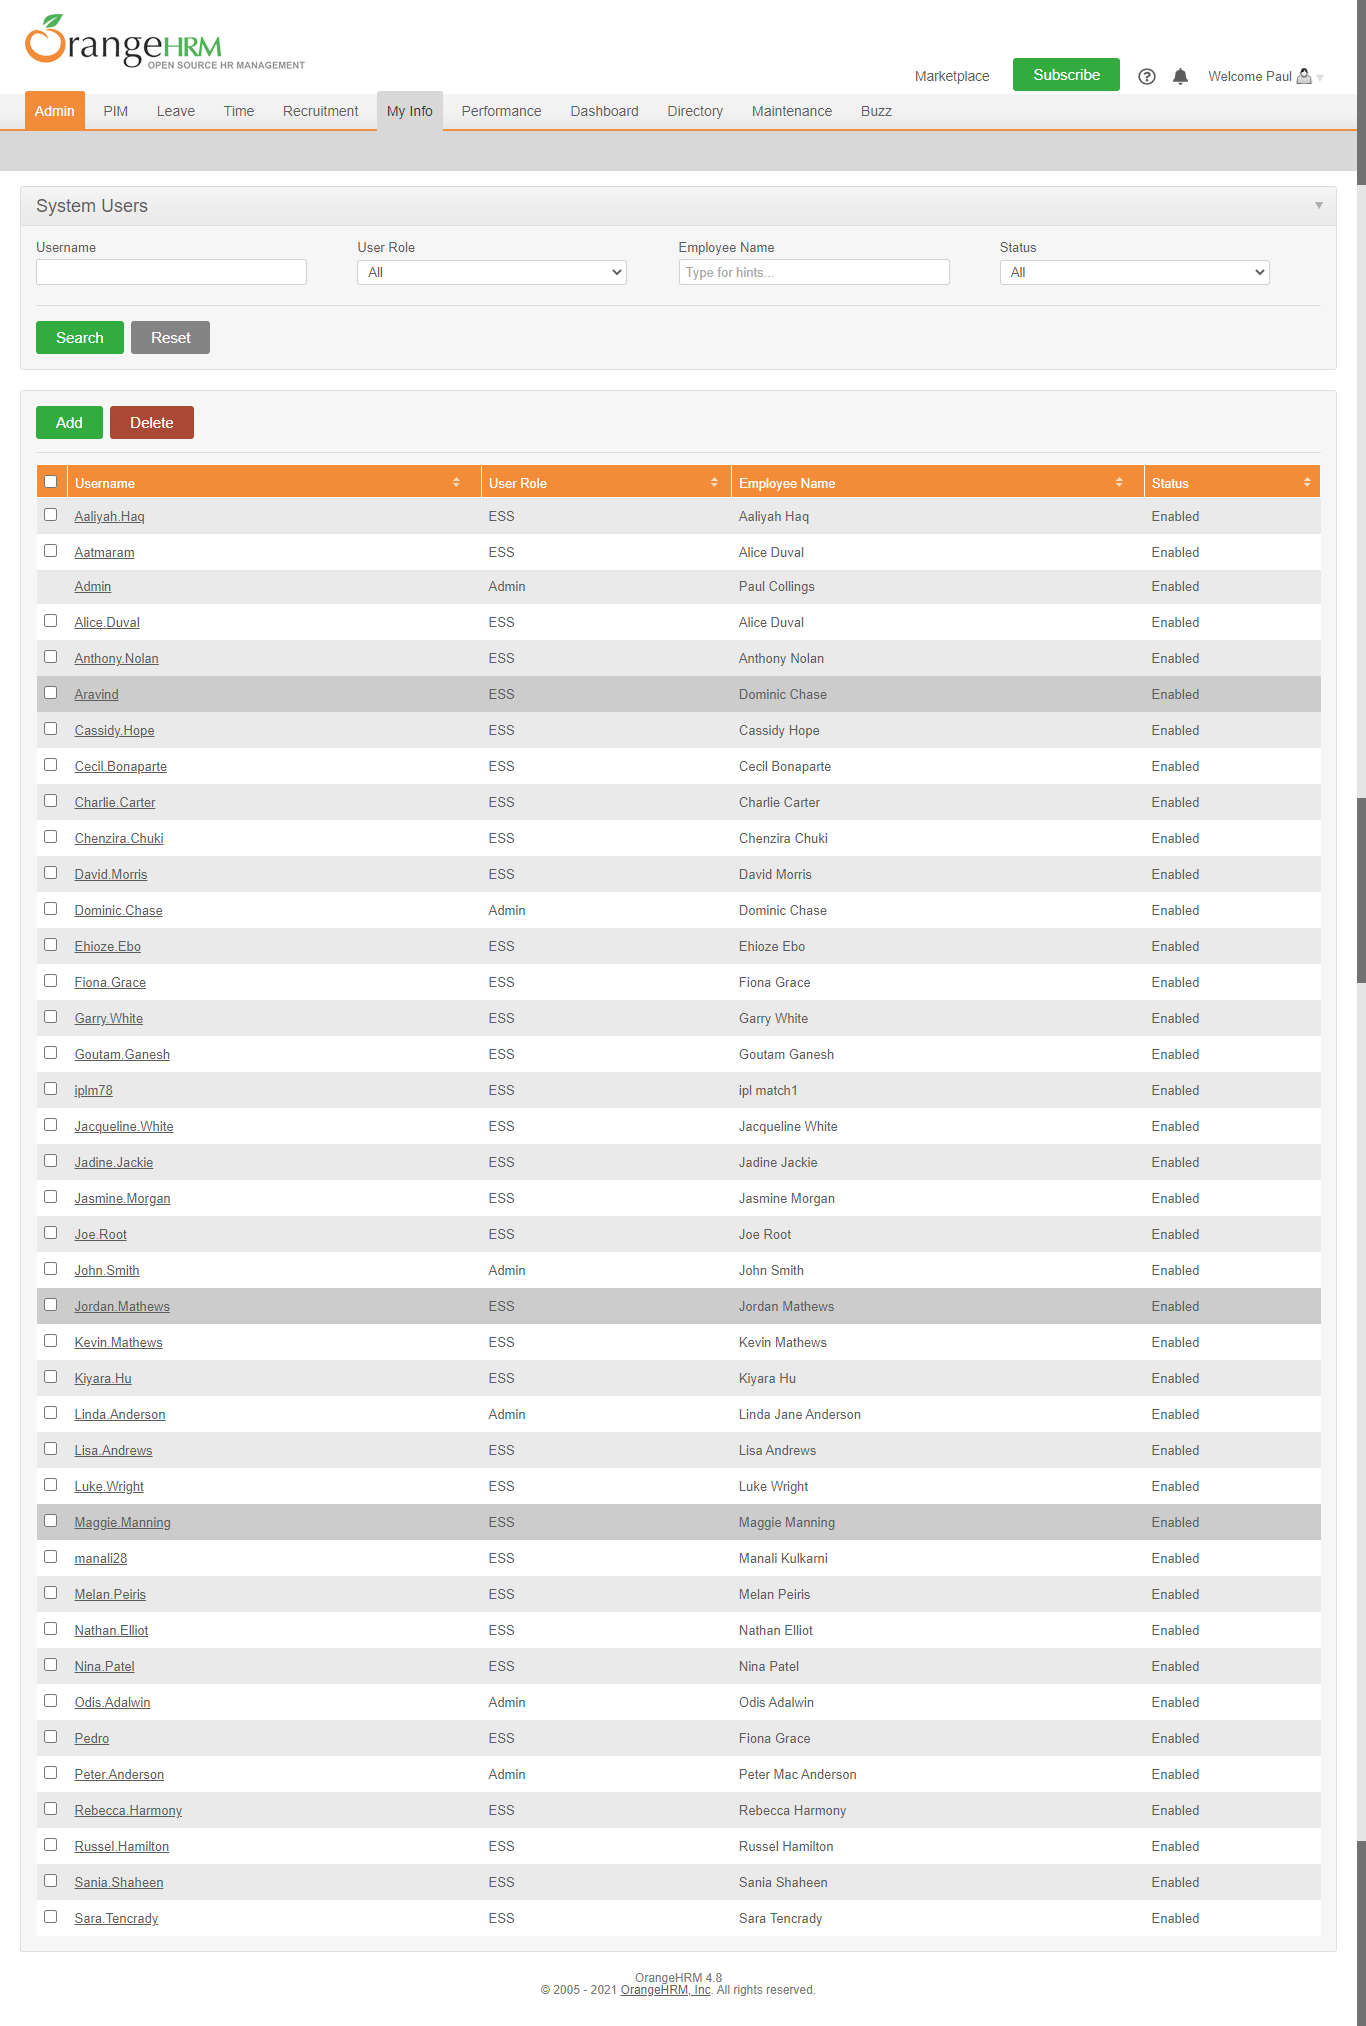 OrangeHRM
OPEN SOURCE HR MANAGEMENT
Marketplace Subscribe Welcome Paul
Admin PIM Leave Time Recruitment My Info Performance Dashboard Directory Maintenance Buzz
System Users
Username User Role Employee Name Status
All Type for hints... All
Search Reset
Add Delete
Username User Role Employee Name Status
Aaliyah.Haq ESS Aaliyah Haq Enabled
Aatmaram ESS Alice Duval Enabled
Admin Admin Paul Collings Enabled
Alice.Duval ESS Alice Duval Enabled
Anthony.Nolan ESS Anthony Nolan Enabled
Aravind ESS Dominic Chase Enabled
Cassidy.Hope ESS Cassidy Hope Enabled
Cecil.Bonaparte ESS Cecil Bonaparte Enabled
Charlie.Carter ESS Charlie Carter Enabled
Chenzira.Chuki ESS Chenzira Chuki Enabled
David.Morris ESS David Morris Enabled
Dominic.Chase Admin Dominic Chase Enabled
Ehioze.Ebo ESS Ehioze Ebo Enabled
Fiona.Grace ESS Fiona Grace Enabled
Garry.White ESS Garry White Enabled
Goutam.Ganesh ESS Goutam Ganesh Enabled
iplm78 ESS ipl match1 Enabled
Jacqueline.White ESS Jacqueline White Enabled
Jadine.Jackie ESS Jadine Jackie Enabled
Jasmine.Morgan ESS Jasmine Morgan Enabled
Joe.Root ESS Joe Root Enabled
John.Smith Admin John Smith Enabled
Jordan.Mathews ESS Jordan Mathews Enabled
Kevin.Mathews ESS Kevin Mathews Enabled
Kiyara.Hu ESS Kiyara Hu Enabled
Linda.Anderson Admin Linda Jane Anderson Enabled
Lisa.Andrews ESS Lisa Andrews Enabled
Luke.Wright ESS Luke Wright Enabled
Maggie.Manning ESS Maggie Manning Enabled
manali28 ESS Manali Kulkarni Enabled
Melan.Peiris ESS Melan Peiris Enabled
Nathan.Elliot ESS Nathan Elliot Enabled
Nina.Patel ESS Nina Patel Enabled
Odis.Adalwin Admin Odis Adalwin Enabled
Pedro ESS Fiona Grace Enabled
Peter.Anderson Admin Peter Mac Anderson Enabled
Rebecca.Harmony ESS Rebecca Harmony Enabled
Russel.Hamilton ESS Russel Hamilton Enabled
Sania.Shaheen ESS Sania Shaheen Enabled
Sara.Tencrady ESS Sara Tencrady Enabled
OrangeHRM 4.8
© 2005 - 2021 OrangeHRM, Inc. All rights reserved.